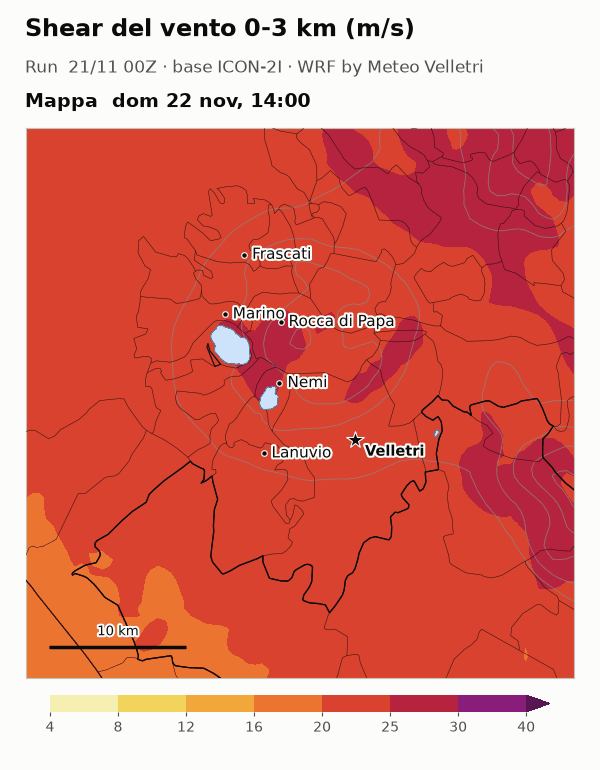 Shear del vento 0-3 km (m/s)
Run  21/11 00Z · base ICON-2I · WRF by Meteo Velletri
Mappa  dom 22 nov, 14:00
Frascati
Marino
Rocca di Papa
Nemi
Velletri
Lanuvio
10 km
4 8 12 16 20 25 30 40